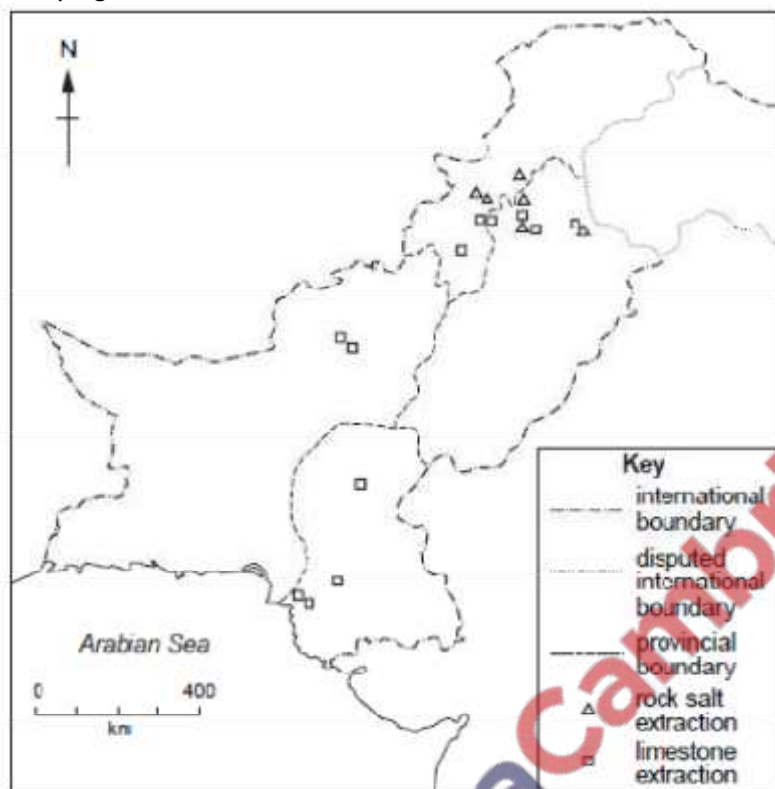 N
Arabian Sea
0 400
km
Key
international
boundary
disputed
international
boundary
provincial
boundary
rock salt
extraction
limestone
extraction